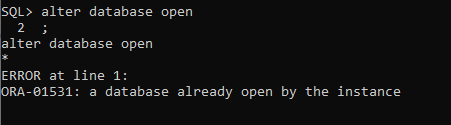 SQL> alter database open
  2  ;
alter database open
*
ERROR at line 1:
ORA-01531: a database already open by the instance